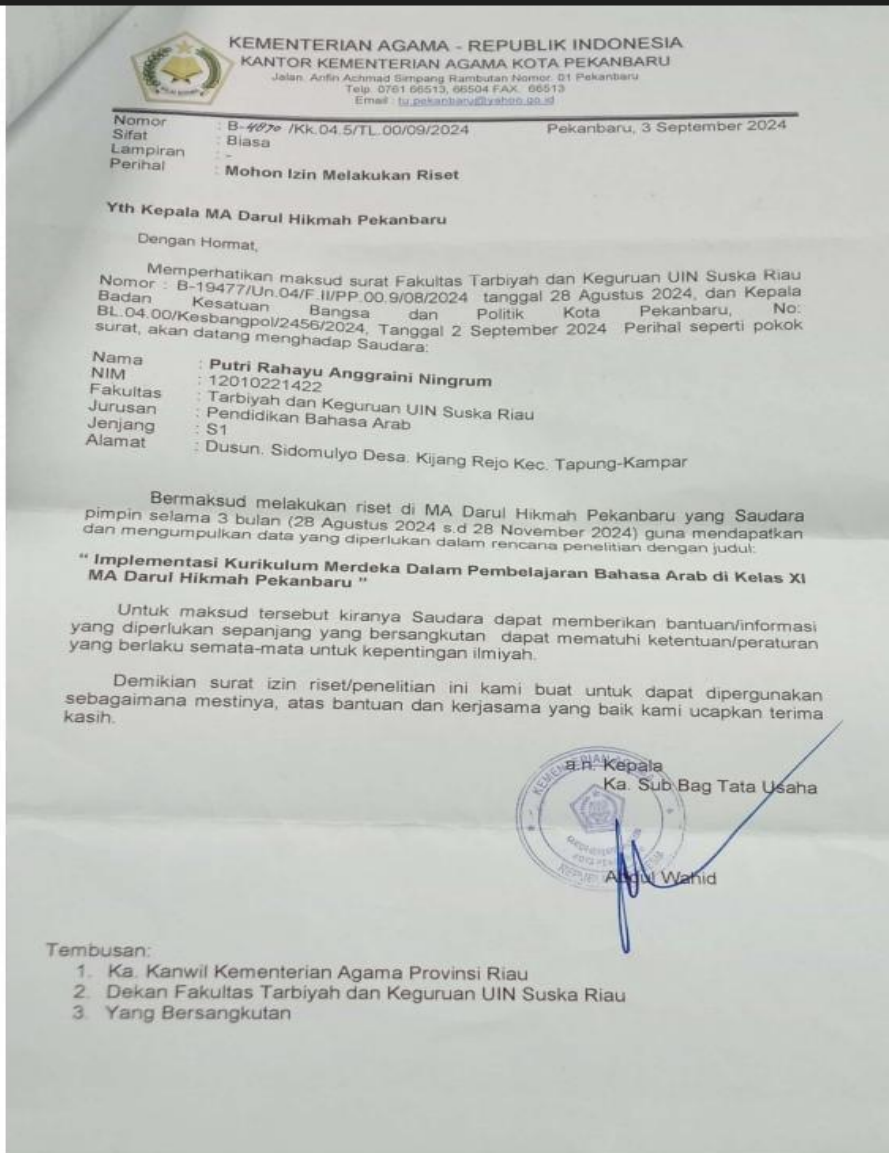 KEMENTERIAN AGAMA - REPUBLIK INDONESIA
KANTOR KEMENTERIAN AGAMA KOTA PEKANBARU
Jalan. Arifin Achmad Simpang Rambutan Nomor. 01 Pekanbaru
Telp. 0761 66513, 66504 FAX. 66513
Email : tu.pekanbaru@yahoo.go.id
Nomor : B-4870 /Kk.04.5/TL.00/09/2024 Pekanbaru, 3 September 2024
Sifat : Biasa
Lampiran : -
Perihal : Mohon Izin Melakukan Riset
Yth Kepala MA Darul Hikmah Pekanbaru
Dengan Hormat,
Memperhatikan maksud surat Fakultas Tarbiyah dan Keguruan UIN Suska Riau
Nomor : B-19477/Un.04/F.II/PP.00.9/08/2024 tanggal 28 Agustus 2024, dan Kepala
Badan Kesatuan Bangsa dan Politik Kota Pekanbaru, No:
BL.04.00/Kesbangpol/2456/2024, Tanggal 2 September 2024 Perihal seperti pokok
surat, akan datang menghadap Saudara:
Nama : Putri Rahayu Anggraini Ningrum
NIM : 12010221422
Fakultas : Tarbiyah dan Keguruan UIN Suska Riau
Jurusan : Pendidikan Bahasa Arab
Jenjang : S1
Alamat : Dusun. Sidomulyo Desa. Kijang Rejo Kec. Tapung-Kampar
Bermaksud melakukan riset di MA Darul Hikmah Pekanbaru yang Saudara
pimpin selama 3 bulan (28 Agustus 2024 s.d 28 November 2024) guna mendapatkan
dan mengumpulkan data yang diperlukan dalam rencana penelitian dengan judul:
" Implementasi Kurikulum Merdeka Dalam Pembelajaran Bahasa Arab di Kelas XI
MA Darul Hikmah Pekanbaru "
Untuk maksud tersebut kiranya Saudara dapat memberikan bantuan/informasi
yang diperlukan sepanjang yang bersangkutan dapat mematuhi ketentuan/peraturan
yang berlaku semata-mata untuk kepentingan ilmiyah.
Demikian surat izin riset/penelitian ini kami buat untuk dapat dipergunakan
sebagaimana mestinya, atas bantuan dan kerjasama yang baik kami ucapkan terima
kasih.
a.n. Kepala
Ka. Sub Bag Tata Usaha
Abdul Wahid
Tembusan:
1. Ka. Kanwil Kementerian Agama Provinsi Riau
2. Dekan Fakultas Tarbiyah dan Keguruan UIN Suska Riau
3. Yang Bersangkutan